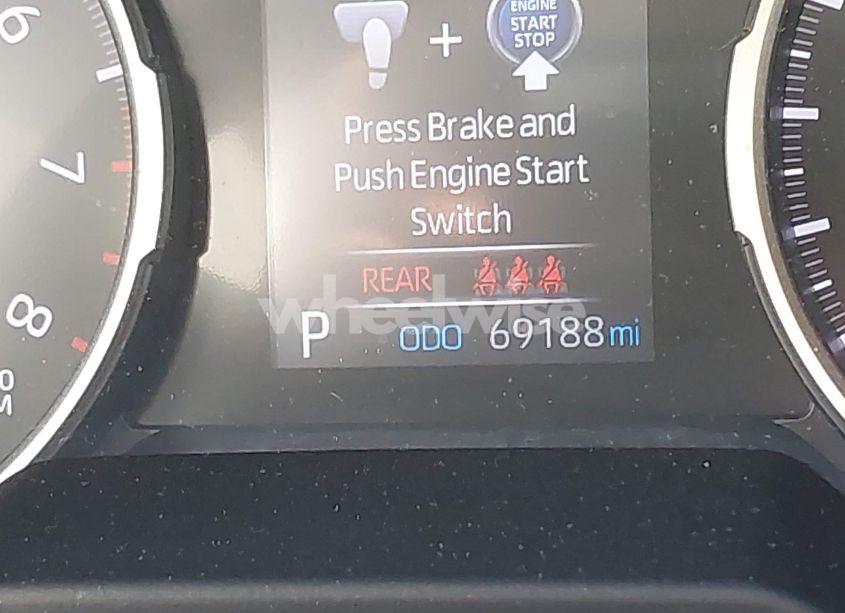 ENGINE
START
STOP
+
Press Brake and
Push Engine Start
Switch
REAR
wheelwise
P ODO 69188 mi
6
7
8